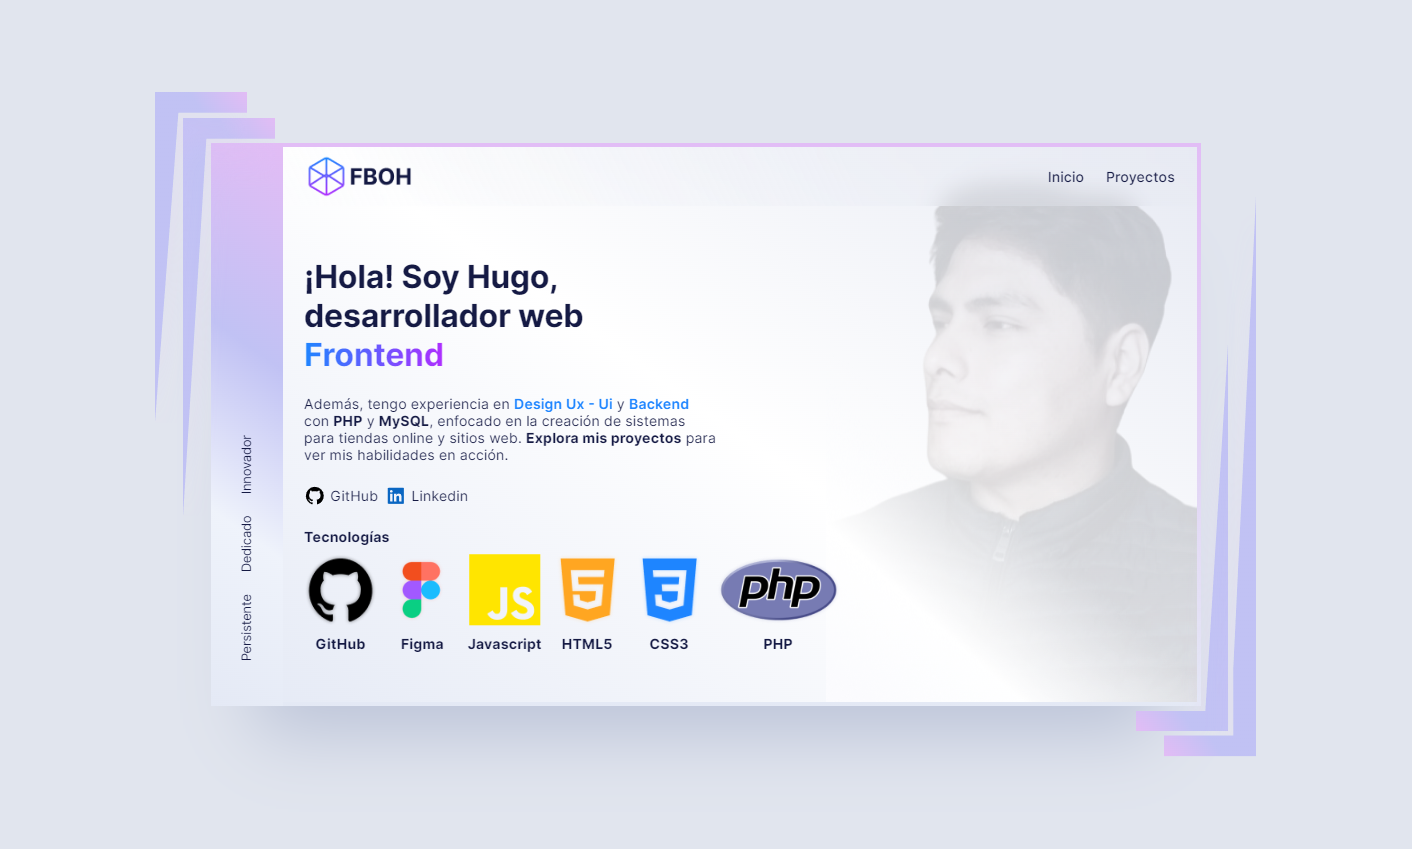 FBOH
Inicio Proyectos
¡Hola! Soy Hugo,
desarrollador web
Frontend
Además, tengo experiencia en Design Ux - Ui y Backend
con PHP y MySQL, enfocado en la creación de sistemas
para tiendas online y sitios web. Explora mis proyectos para
ver mis habilidades en acción.
GitHub Linkedin
Tecnologías
JS 5 3 php
GitHub Figma Javascript HTML5 CSS3 PHP
Innovador
Dedicado
Persistente